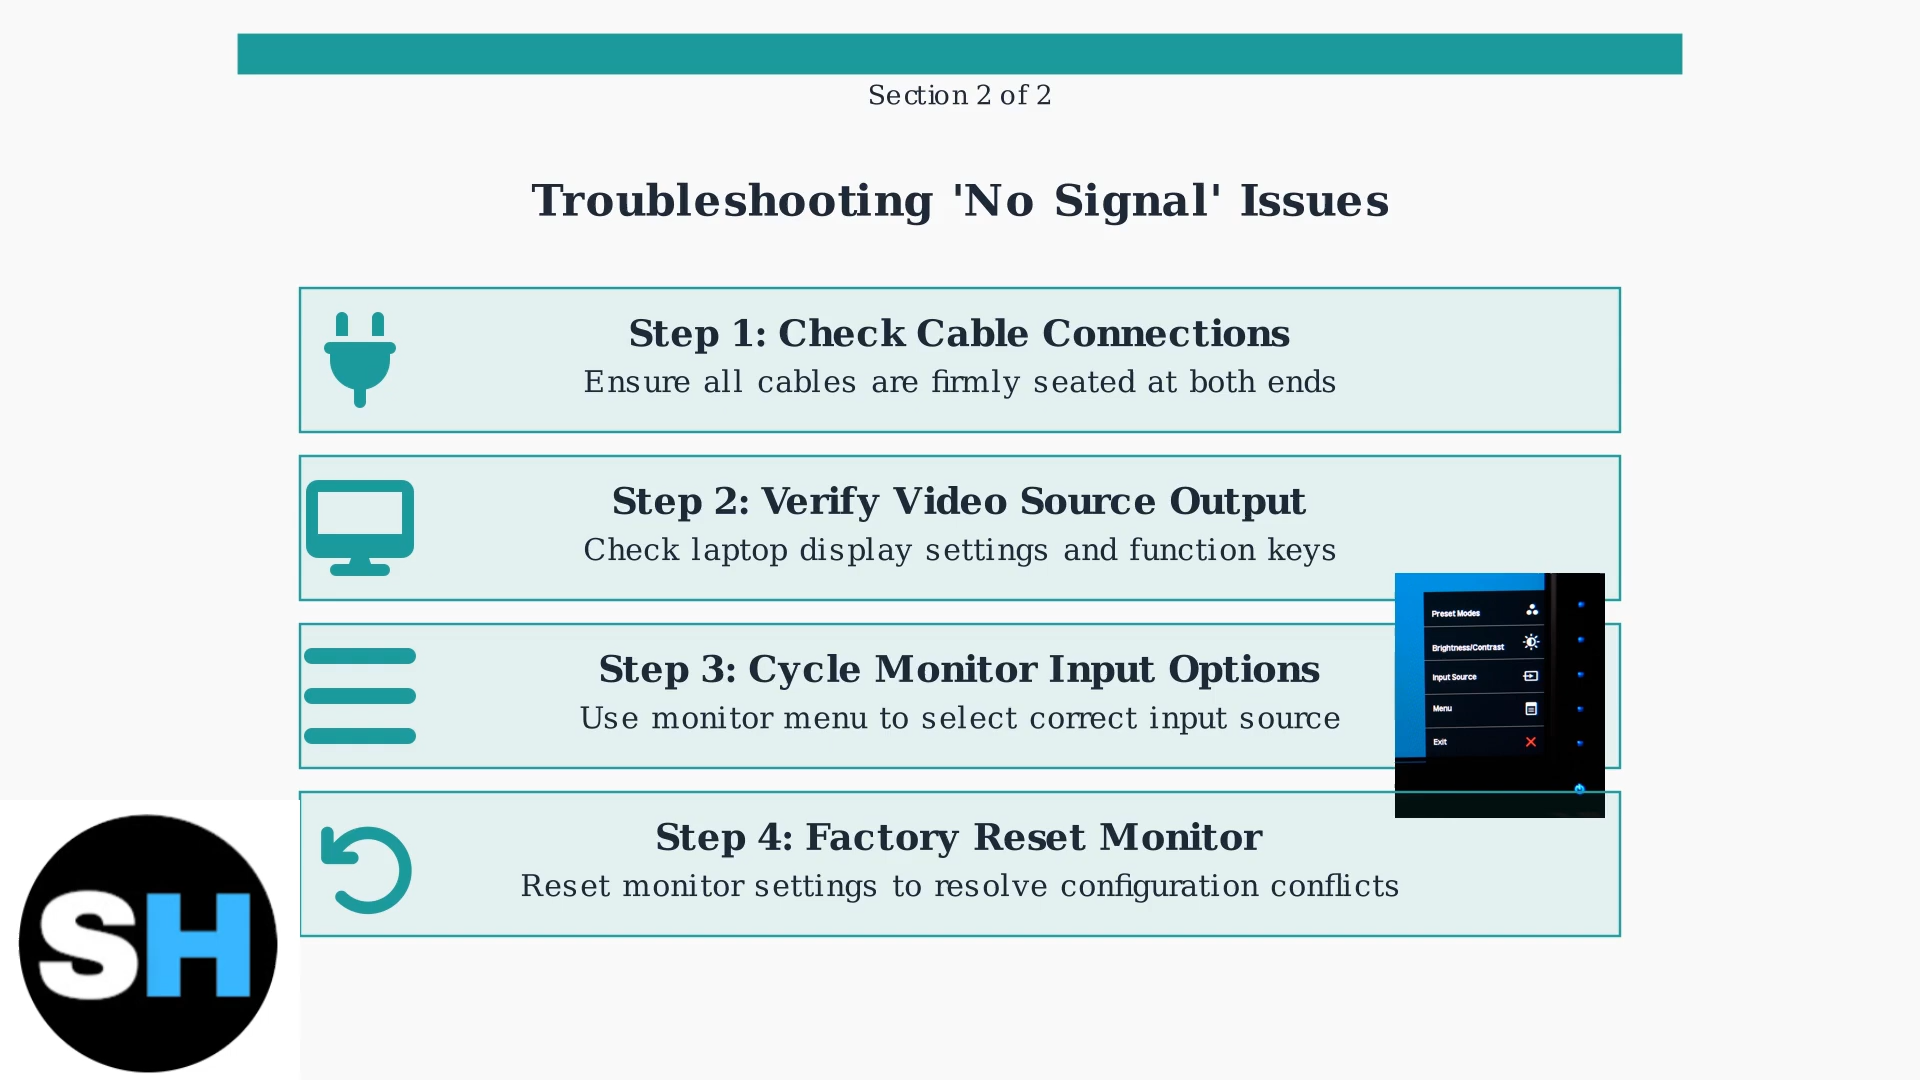 Section 2 of 2
Troubleshooting 'No Signal' Issues
Step 1: Check Cable Connections
Ensure all cables are firmly seated at both ends
Step 2: Verify Video Source Output
Check laptop display settings and function keys
Step 3: Cycle Monitor Input Options
Use monitor menu to select correct input source
Preset Modes
Brightness/Contrast
Input Source
Menu
Exit
Step 4: Factory Reset Monitor
Reset monitor settings to resolve configuration conflicts
SH